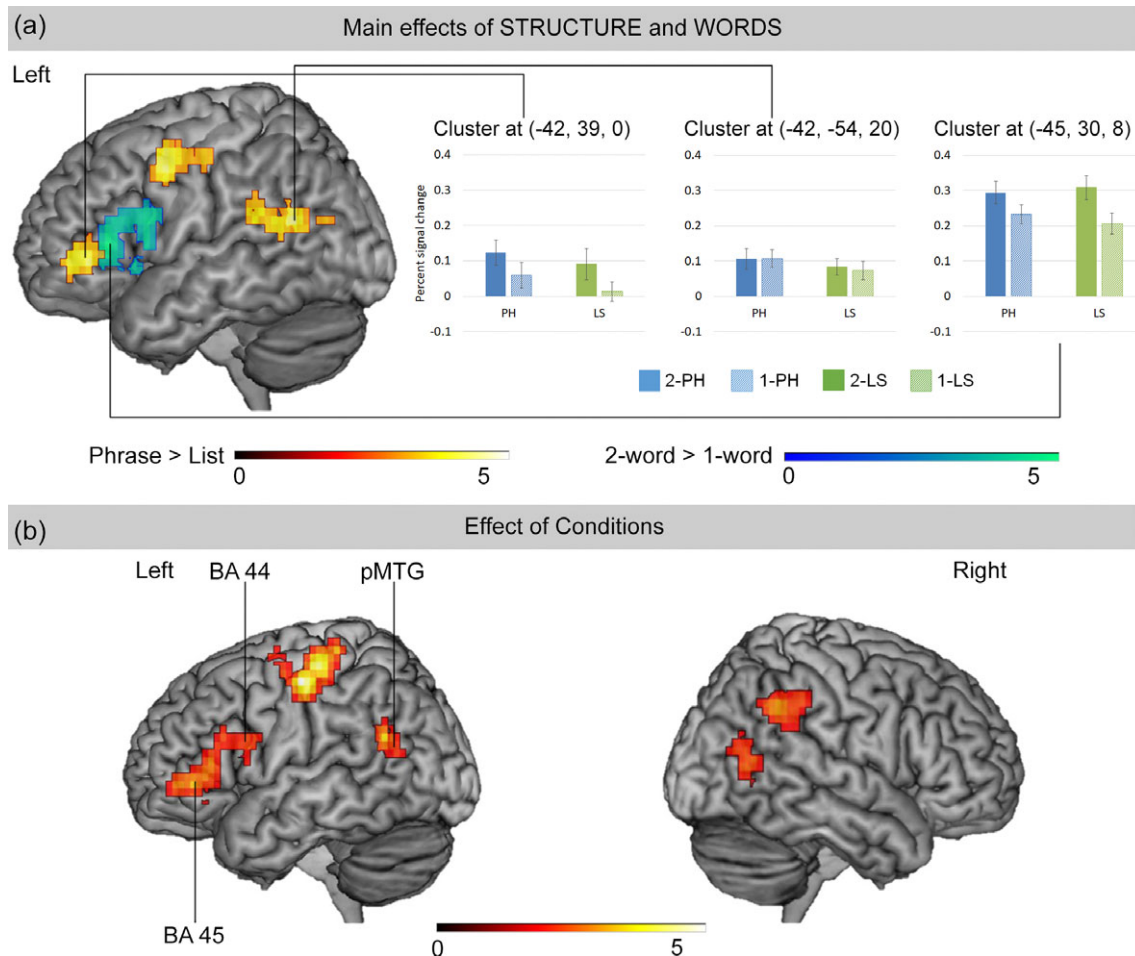 (a)
Main effects of STRUCTURE and WORDS
Left
Cluster at (-42, 39, 0)
Cluster at (-42, -54, 20)
Cluster at (-45, 30, 8)
Percent signal change
0.4
0.3
0.2
0.1
0
-0.1
PH
LS
0.4
0.3
0.2
0.1
0
-0.1
PH
LS
0.4
0.3
0.2
0.1
0
-0.1
PH
LS
2-PH
1-PH
2-LS
1-LS
Phrase > List
0
5
2-word > 1-word
0
5
(b)
Effect of Conditions
Left
BA 44
pMTG
Right
BA 45
0
5